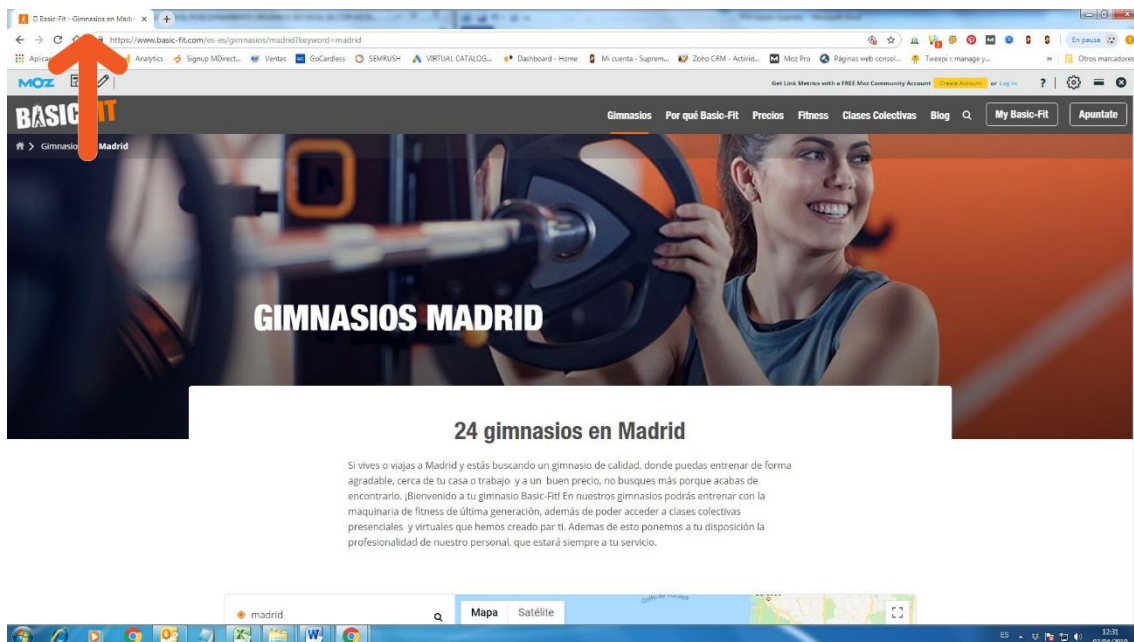 Basic-Fit - Gimnasios en Madr
https://www.basic-fit.com/es-es/gimnasios/madrid?keyword=madrid
En pausa
Analytics Signup MDirect... Ventas GoCardless SEMRUSH VIRTUAL CATALOG... Dashboard - Home Mi cuenta - Suprem... Zoho CRM - Activid... Moz Pro Páginas web consol... Tweepi :: manage y... » Otros marcadores
MOZ
Get Link Metrics with a FREE Moz Community Account Create Account or Log in ?
BASIC FIT
Gimnasios Por qué Basic-Fit Precios Fitness Clases Colectivas Blog My Basic-Fit Apuntate
Madrid
GIMNASIOS MADRID
24 gimnasios en Madrid
Si vives o viajas a Madrid y estás buscando un gimnasio de calidad, donde puedas entrenar de forma
agradable, cerca de tu casa o trabajo y a un buen precio, no busques más porque acabas de
encontrarlo. ¡Bienvenido a tu gimnasio Basic-Fit! En nuestros gimnasios podrás entrenar con la
maquinaria de fitness de última generación, además de poder acceder a clases colectivas
presenciales y virtuales que hemos creado par ti. Ademas de esto ponemos a tu disposición la
profesionalidad de nuestro personal, que estará siempre a tu servicio.
madrid
Mapa Satélite
ES
12:31
03/04/2019